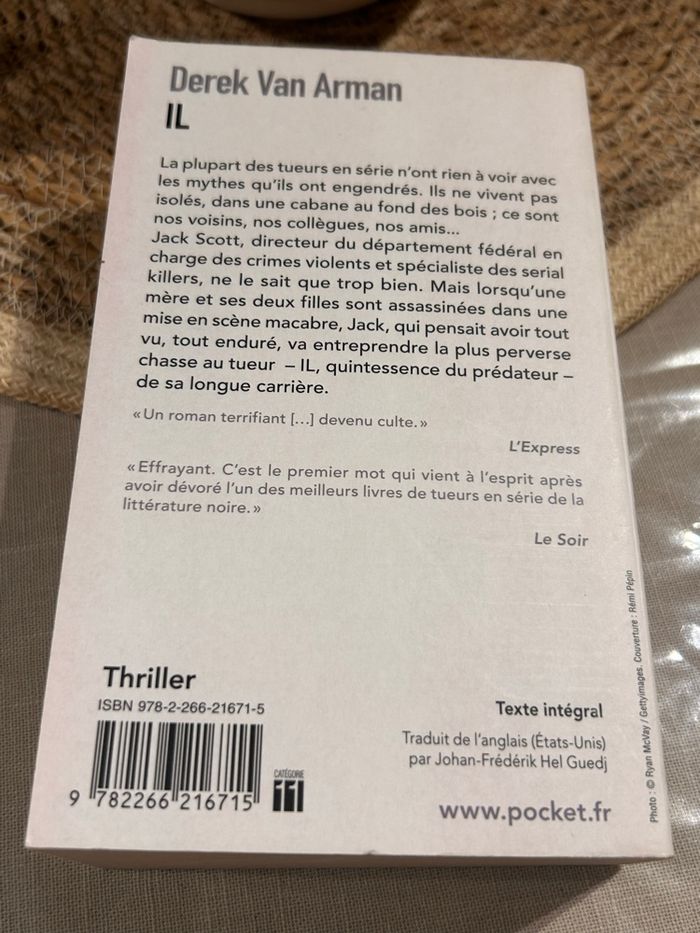 Derek Van Arman
IL
La plupart des tueurs en série n'ont rien à voir avec
les mythes qu'ils ont engendrés. Ils ne vivent pas
isolés, dans une cabane au fond des bois ; ce sont
nos voisins, nos collègues, nos amis...
Jack Scott, directeur du département fédéral en
charge des crimes violents et spécialiste des serial
killers, ne le sait que trop bien. Mais lorsqu'une
mère et ses deux filles sont assassinées dans une
mise en scène macabre, Jack, qui pensait avoir tout
vu, tout enduré, va entreprendre la plus perverse
chasse au tueur – IL, quintessence du prédateur –
de sa longue carrière.
« Un roman terrifiant [...] devenu culte. »
L'Express
« Effrayant. C'est le premier mot qui vient à l'esprit après
avoir dévoré l'un des meilleurs livres de tueurs en série de la
littérature noire. »
Le Soir
Thriller
ISBN 978-2-266-21671-5
9 782266 216715
CATÉGORIE
11
Texte intégral
Traduit de l'anglais (États-Unis)
par Johan-Frédérik Hel Guedj
www.pocket.fr
Photo : © Ryan McVay / Gettyimages. Couverture : Rémi Pépin